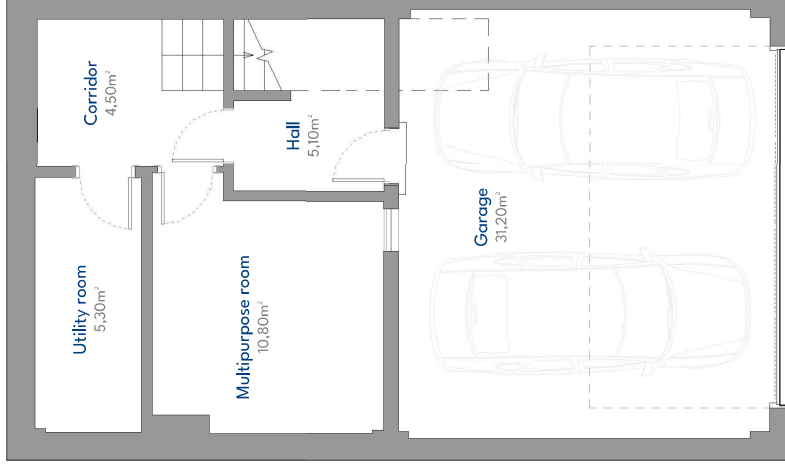 Corridor
4,50m²
Hall
5,10m²
Garage
31,20m²
Utility room
5,30m²
Multipurpose room
10,80m²